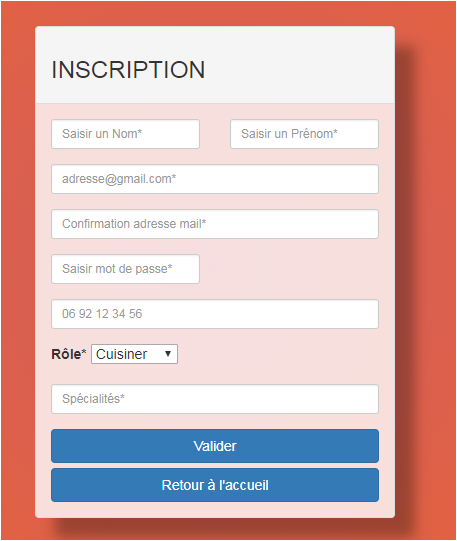 INSCRIPTION
Saisir un Nom* Saisir un Prénom*
adresse@gmail.com*
Confirmation adresse mail*
Saisir mot de passe*
06 92 12 34 56
Rôle* Cuisiner
Spécialités*
Valider
Retour à l'accueil